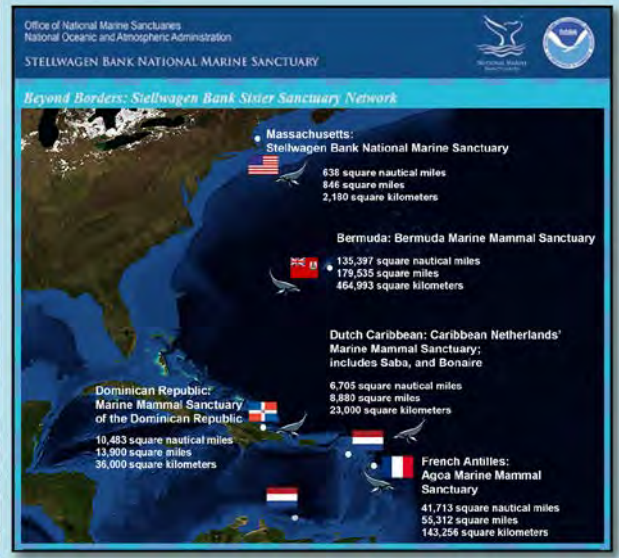 Office of National Marine Sanctuaries
National Oceanic and Atmospheric Administration
STELLWAGEN BANK NATIONAL MARINE SANCTUARY
NATIONAL MARINE
NOAA
Beyond Borders: Stellwagen Bank Sister Sanctuary Network
Massachusetts:
Stellwagen Bank National Marine Sanctuary
638 square nautical miles
846 square miles
2,180 square kilometers
Bermuda: Bermuda Marine Mammal Sanctuary
135,397 square nautical miles
179,535 square miles
464,993 square kilometers
Dutch Caribbean: Caribbean Netherlands'
Marine Mammal Sanctuary;
includes Saba, and Bonaire
6,705 square nautical miles
8,880 square miles
23,000 square kilometers
Dominican Republic:
Marine Mammal Sanctuary
of the Dominican Republic
10,483 square nautical miles
13,900 square miles
36,000 square kilometers
French Antilles:
Agoa Marine Mammal
Sanctuary
41,713 square nautical miles
55,312 square miles
143,256 square kilometers